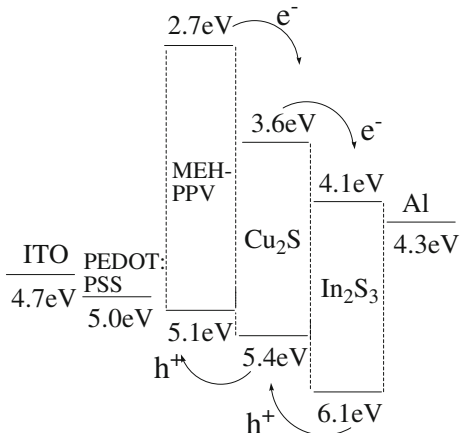 2.7eV
e⁻
3.6eV
e⁻
MEH-
PPV
4.1eV
Al
Cu₂S
4.3eV
ITO
PEDOT:
PSS
4.7eV
In₂S₃
5.0eV
5.1eV
5.4eV
h⁺
6.1eV
h⁺